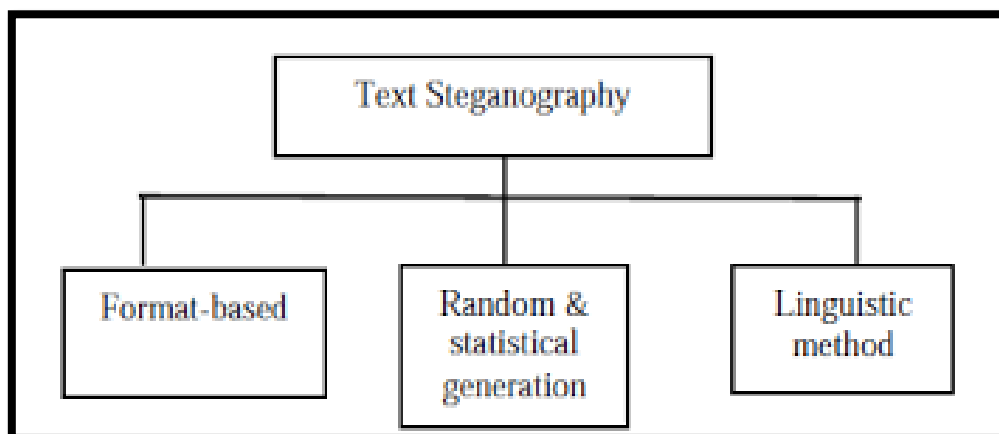 Text Steganography
Format-based
Random &
statistical
generation
Linguistic
method